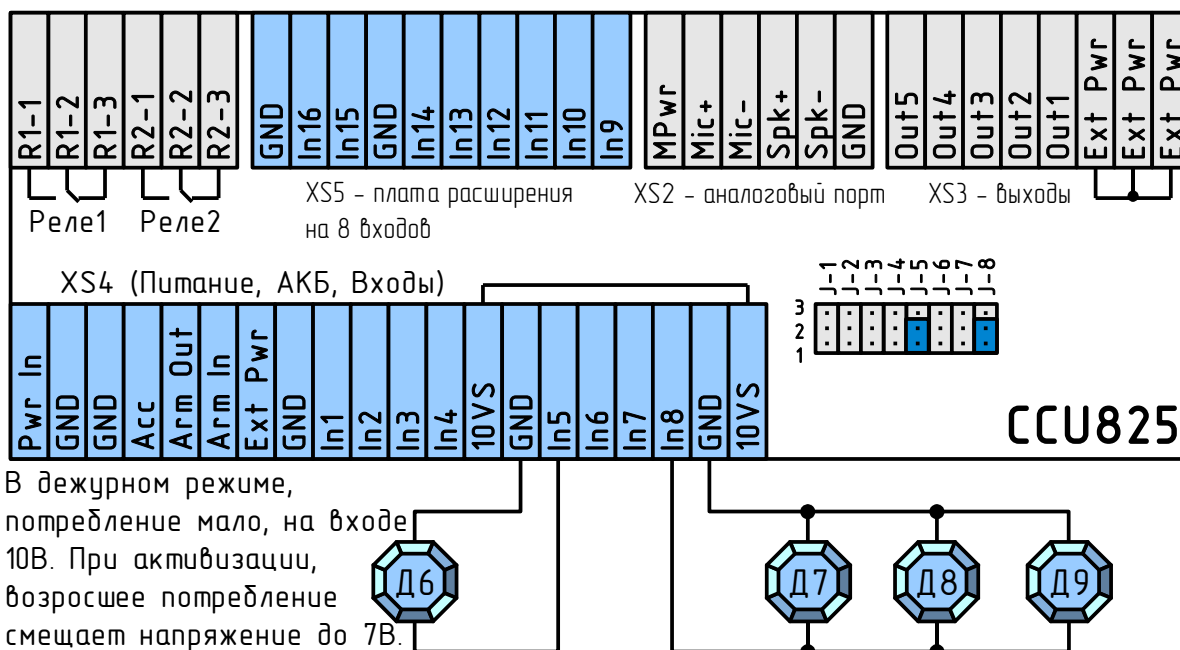 R1-1 R1-2 R1-3 R2-1 R2-2 R2-3 GND In16 In15 GND In14 In13 In12 In11 In10 In9 MPwr Mic+ Mic- Spk+ Spk- GND Out5 Out4 Out3 Out2 Out1 Ext Pwr Ext Pwr Ext Pwr
Реле1 Реле2
XS5 - плата расширения
на 8 входов
XS2 - аналоговый порт
XS3 - выходы
XS4 (Питание, АКБ, Входы)
J-1 J-2 J-3 J-4 J-5 J-6 J-7 J-8
3
2
1
Pwr In GND GND Acc Arm Out Arm In Ext Pwr GND In1 In2 In3 In4 10VS GND In5 In6 In7 In8 GND 10VS
CCU825
В дежурном режиме,
потребление мало, на входе
10В. При активизации,
возросшее потребление
смещает напряжение до 7В.
Д6 Д7 Д8 Д9